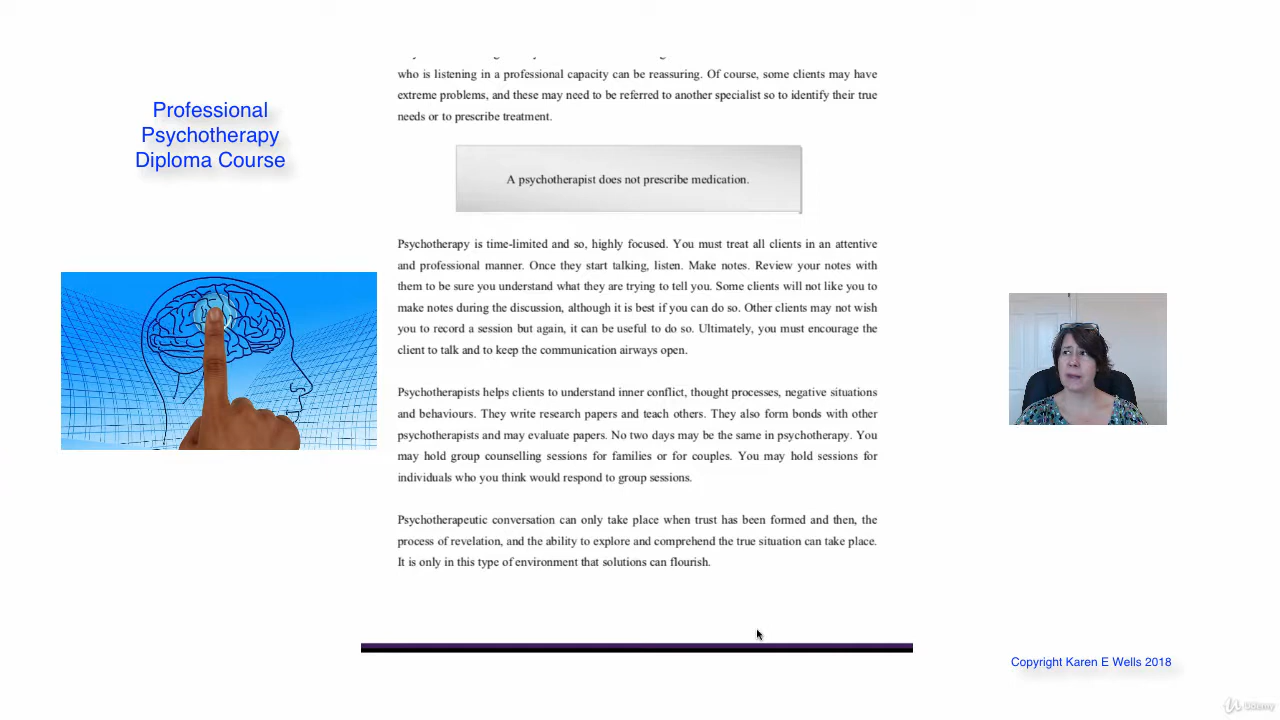 Professional
Psychotherapy
Diploma Course
who is listening in a professional capacity can be reassuring. Of course, some clients may have
extreme problems, and these may need to be referred to another specialist so to identify their true
needs or to prescribe treatment.
A psychotherapist does not prescribe medication.
Psychotherapy is time-limited and so, highly focused. You must treat all clients in an attentive
and professional manner. Once they start talking, listen. Make notes. Review your notes with
them to be sure you understand what they are trying to tell you. Some clients will not like you to
make notes during the discussion, although it is best if you can do so. Other clients may not wish
you to record a session but again, it can be useful to do so. Ultimately, you must encourage the
client to talk and to keep the communication airways open.
Psychotherapists helps clients to understand inner conflict, thought processes, negative situations
and behaviours. They write research papers and teach others. They also form bonds with other
psychotherapists and may evaluate papers. No two days may be the same in psychotherapy. You
may hold group counselling sessions for families or for couples. You may hold sessions for
individuals who you think would respond to group sessions.
Psychotherapeutic conversation can only take place when trust has been formed and then, the
process of revelation, and the ability to explore and comprehend the true situation can take place.
It is only in this type of environment that solutions can flourish.
Copyright Karen E Wells 2018
Udemy